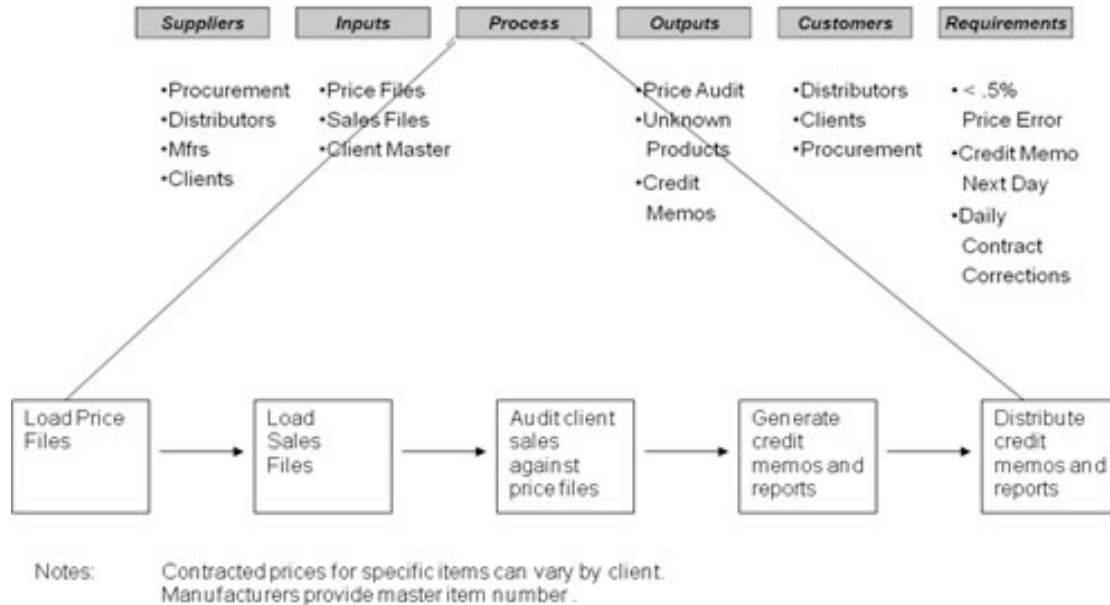 Suppliers
Inputs
Process
Outputs
Customers
Requirements
•Procurement
•Distributors
•Mfrs
•Clients
•Price Files
•Sales Files
•Client Master
•Price Audit
•Unknown
Products
•Credit
Memos
•Distributors
•Clients
•Procurement
• < .5%
Price Error
•Credit Memo
Next Day
•Daily
Contract
Corrections
Load Price
Files
Load
Sales
Files
Audit client
sales
against
price files
Generate
credit
memos and
reports
Distribute
credit
memos and
reports
Notes: Contracted prices for specific items can vary by client.
Manufacturers provide master item number .